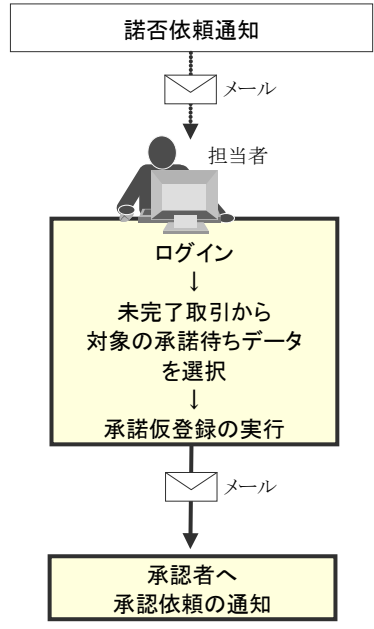 諾否依頼通知
メール
担当者
ログイン
↓
未完了取引から
対象の承諾待ちデータ
を選択
↓
承諾仮登録の実行
メール
承認者へ
承認依頼の通知